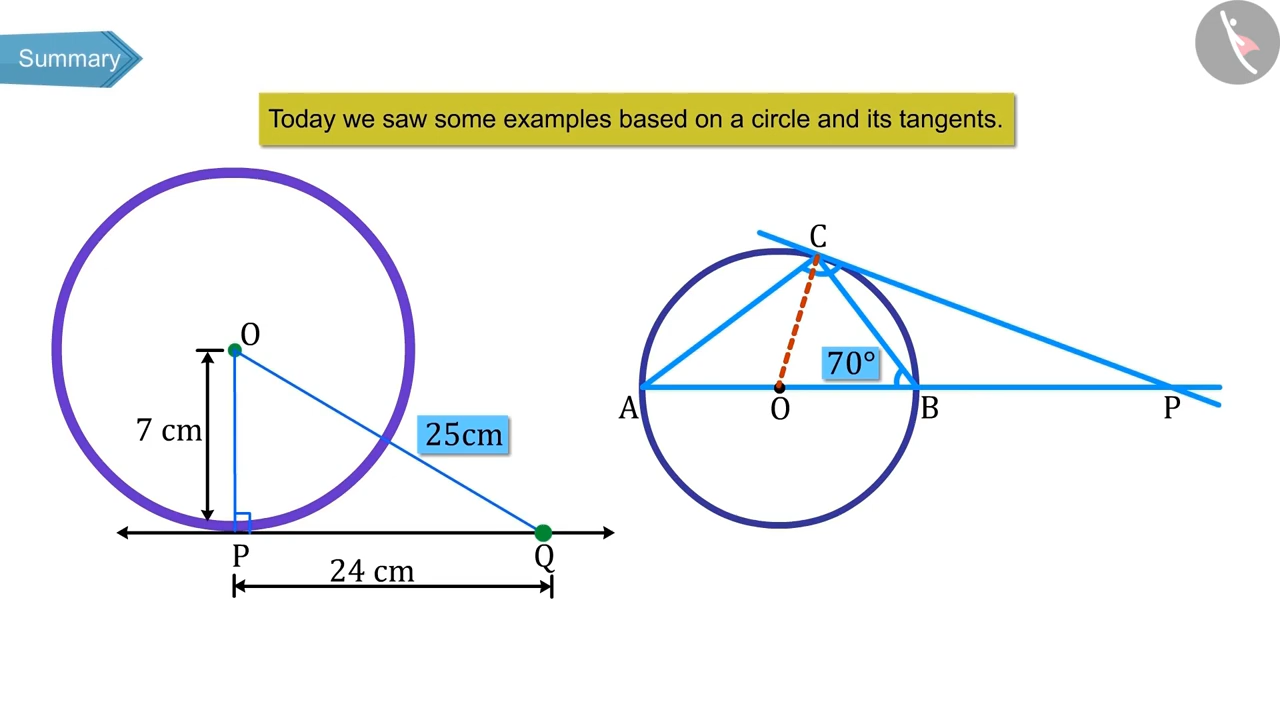 Summary
Today we saw some examples based on a circle and its tangents.
O
7 cm
25cm
P
Q
24 cm
C
70°
A
O
B
P